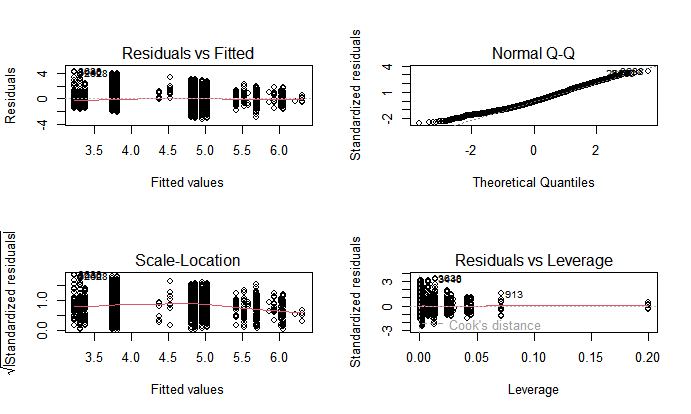 Residuals vs Fitted
Residuals
4
0
-4
3.5 4.0 4.5 5.0 5.5 6.0
Fitted values
Normal Q-Q
Standardized residuals
4
1
-2
-2 0 2
Theoretical Quantiles
Scale-Location
√|Standardized residuals|
1.0
0.0
3.5 4.0 4.5 5.0 5.5 6.0
Fitted values
Residuals vs Leverage
Standardized residuals
3
0
-3
913
Cook's distance
0.00 0.05 0.10 0.15 0.20
Leverage